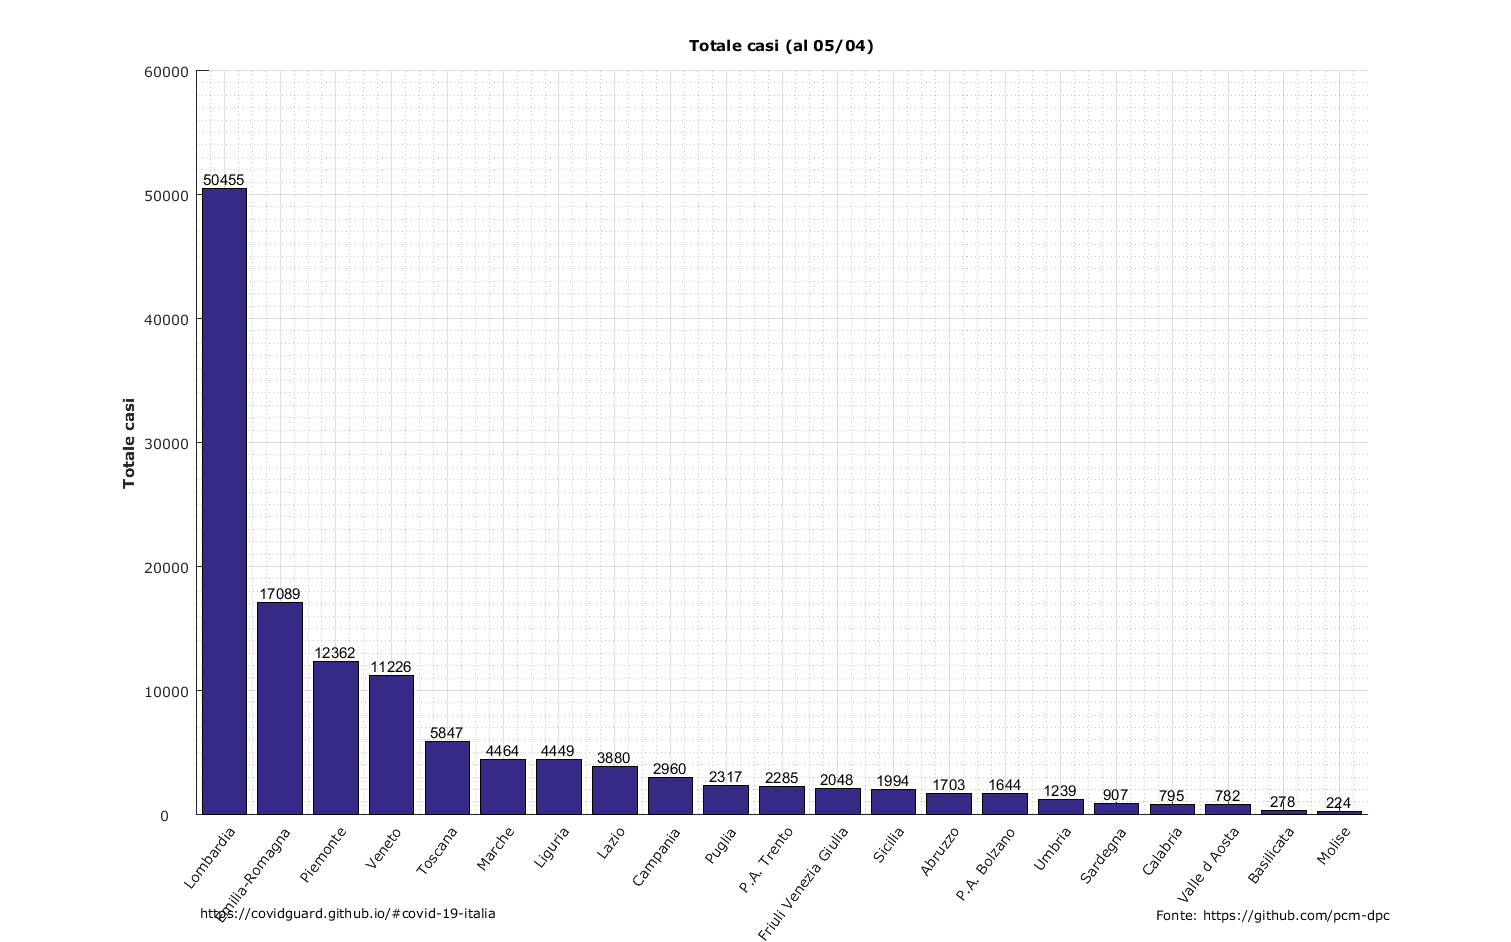 Totale casi (al 05/04)
Totale casi
60000
50000
40000
30000
20000
10000
0
50455
17089
12362
11226
5847
4464
4449
3880
2960
2317
2285
2048
1994
1703
1644
1239
907
795
782
278
224
Lombardia
Emilia-Romagna
Piemonte
Veneto
Toscana
Marche
Liguria
Lazio
Campania
Puglia
P.A. Trento
Friuli Venezia Giulia
Sicilia
Abruzzo
P.A. Bolzano
Umbria
Sardegna
Calabria
Valle d Aosta
Basilicata
Molise
https://covidguard.github.io/#covid-19-italia
Fonte: https://github.com/pcm-dpc